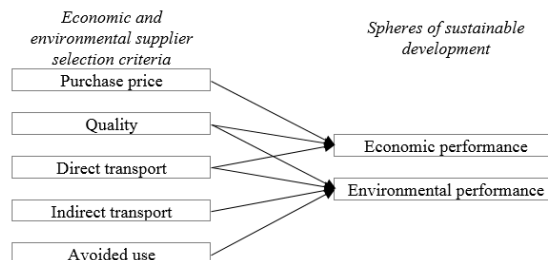 Economic and
environmental supplier
selection criteria
Spheres of sustainable
development
Purchase price
Quality
Direct transport
Indirect transport
Avoided use
Economic performance
Environmental performance